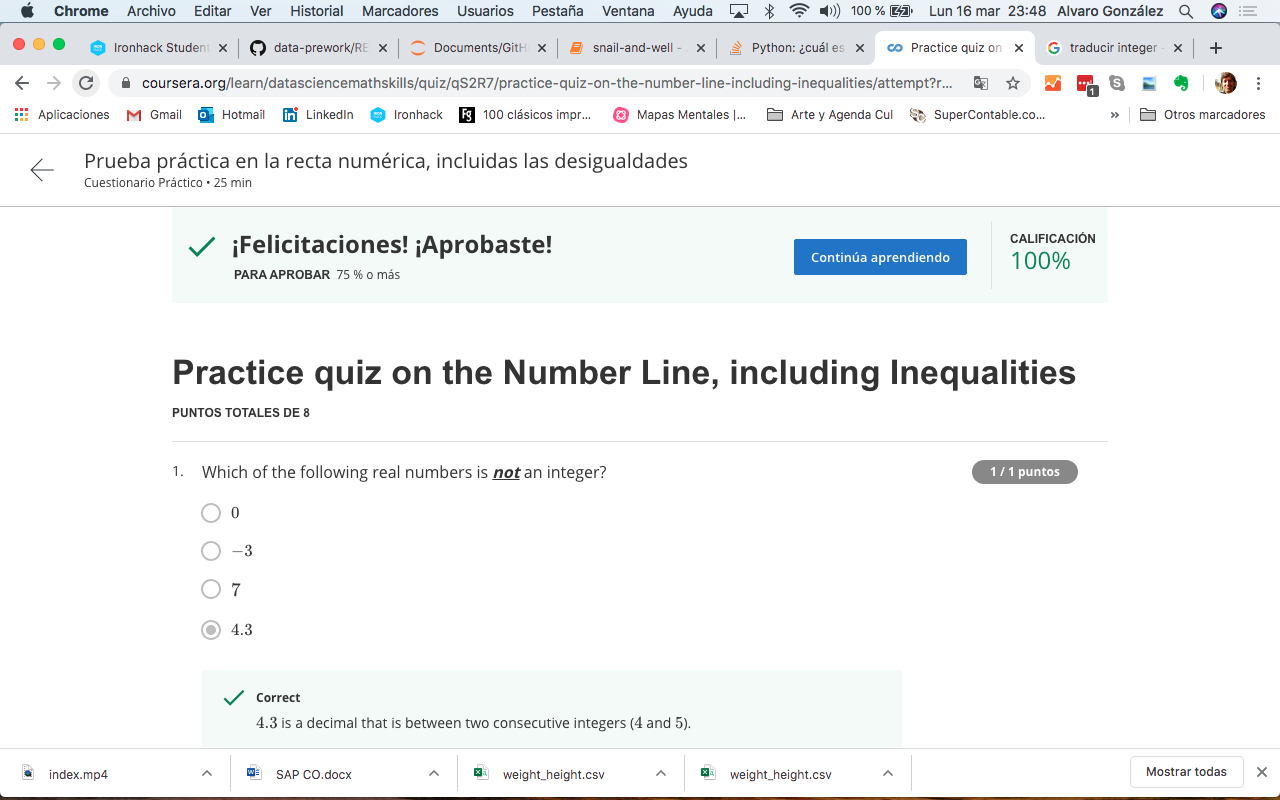 Chrome Archivo Editar Ver Historial Marcadores Usuarios Pestaña Ventana Ayuda 100 % Lun 16 mar 23:48 Alvaro González
Ironhack Student data-prework/RE Documents/GitH snail-and-well - Python: ¿cuál es Practice quiz on traducir integer -
coursera.org/learn/datasciencemathskills/quiz/qS2R7/practice-quiz-on-the-number-line-including-inequalities/attempt?r... 1
Aplicaciones Gmail Hotmail LinkedIn Ironhack Fg 100 clásicos impr... Mapas Mentales |... Arte y Agenda Cul SuperContable.co... » Otros marcadores
Prueba práctica en la recta numérica, incluidas las desigualdades
Cuestionario Práctico • 25 min
¡Felicitaciones! ¡Aprobaste!
PARA APROBAR 75 % o más
Continúa aprendiendo
CALIFICACIÓN
100%
Practice quiz on the Number Line, including Inequalities
PUNTOS TOTALES DE 8
1. Which of the following real numbers is not an integer?
1 / 1 puntos
0
−3
7
4.3
Correct
4.3 is a decimal that is between two consecutive integers (4 and 5).
index.mp4 SAP CO.docx weight_height.csv weight_height.csv Mostrar todas